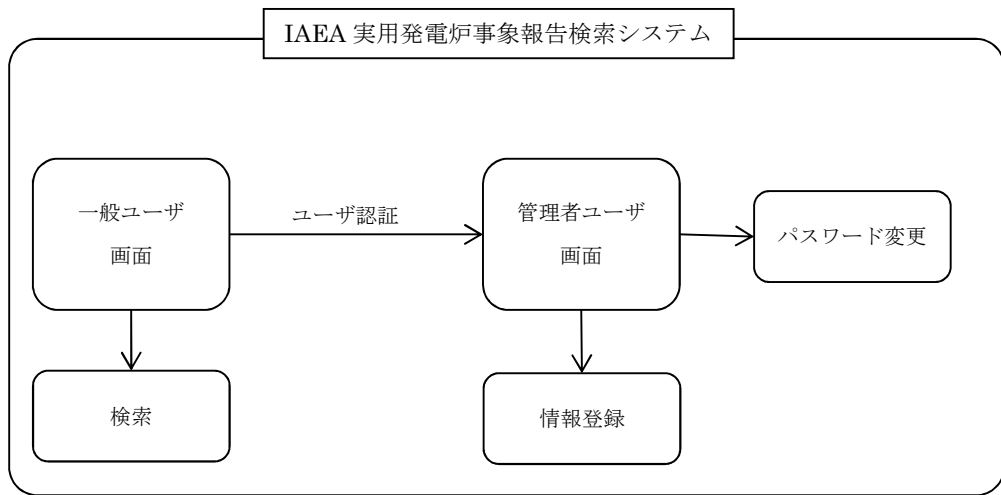 IAEA 実用発電炉事象報告検索システム
一般ユーザ
画面
ユーザ認証
管理者ユーザ
画面
パスワード変更
検索
情報登録